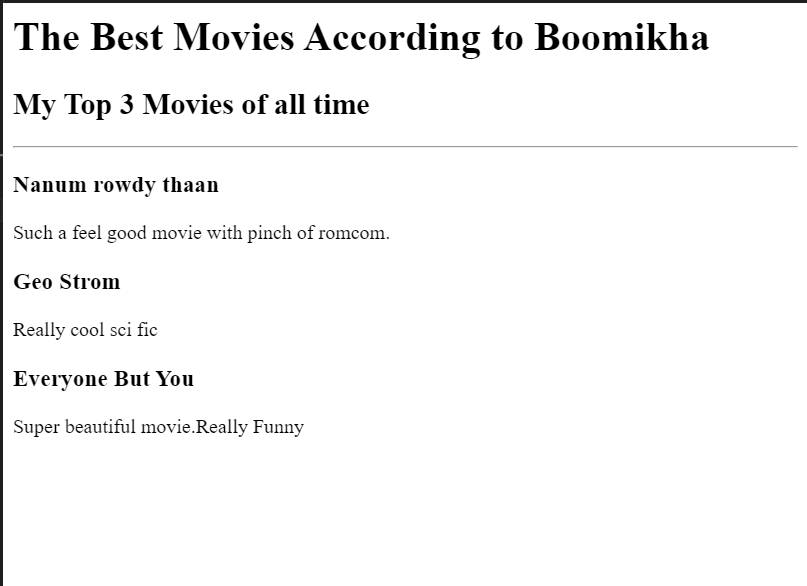 The Best Movies According to Boomikha
My Top 3 Movies of all time
Nanum rowdy thaan
Such a feel good movie with pinch of romcom.
Geo Strom
Really cool sci fic
Everyone But You
Super beautiful movie.Really Funny